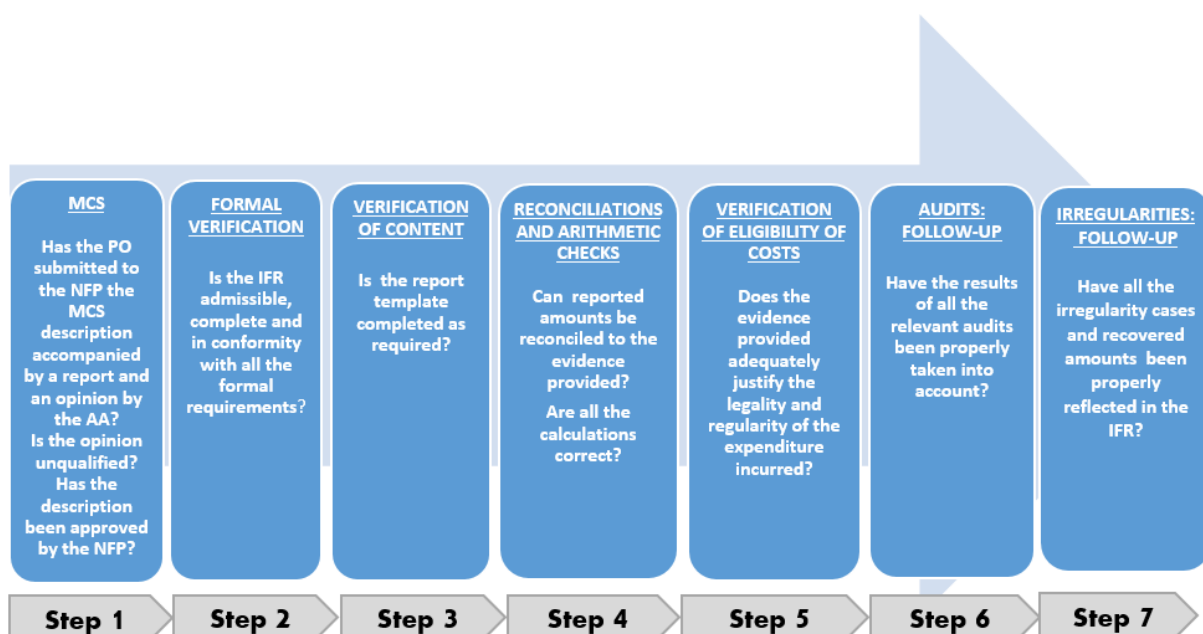 MCS
Has the PO
submitted to
the NFP the
MCS
description
accompanied
by a report and
an opinion by
the AA?
Is the opinion
unqualified?
Has the
description
been approved
by the NFP?
FORMAL
VERIFICATION
Is the IFR
admissible,
complete and
in conformity
with all the
formal
requirements?
VERIFICATION
OF CONTENT
Is the report
template
completed as
required?
RECONCILIATIONS
AND ARITHMETIC
CHECKS
Can reported
amounts be
reconciled to the
evidence
provided?
Are all the
calculations
correct?
VERIFICATION
OF ELIGIBILITY OF
COSTS
Does the
evidence
provided
adequately
justify the
legality and
regularity of the
expenditure
incurred?
AUDITS:
FOLLOW-UP
Have the results
of all the
relevant audits
been properly
taken into
account?
IRREGULARITIES:
FOLLOW-UP
Have all the
irregularity cases
and recovered
amounts been
properly
reflected in the
IFR?
Step 1
Step 2
Step 3
Step 4
Step 5
Step 6
Step 7